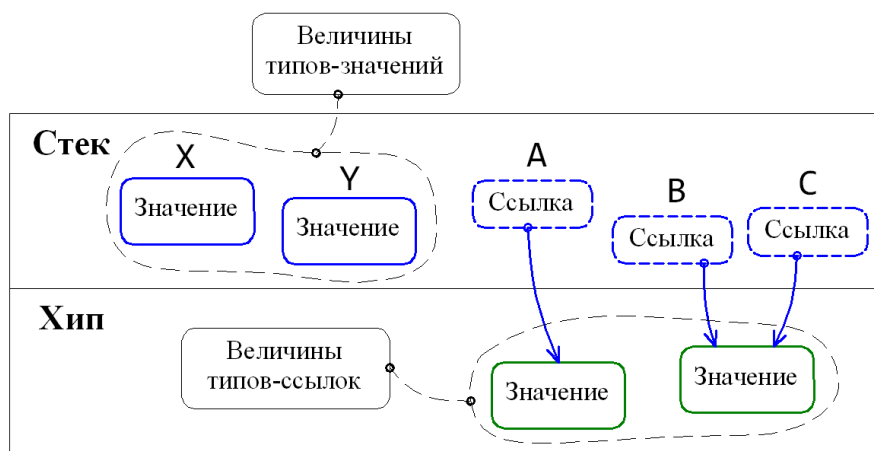 Величины
типов-значений
Стек
X
Y
A
B
C
Значение
Значение
Ссылка
Ссылка
Ссылка
Хип
Величины
типов-ссылок
Значение
Значение